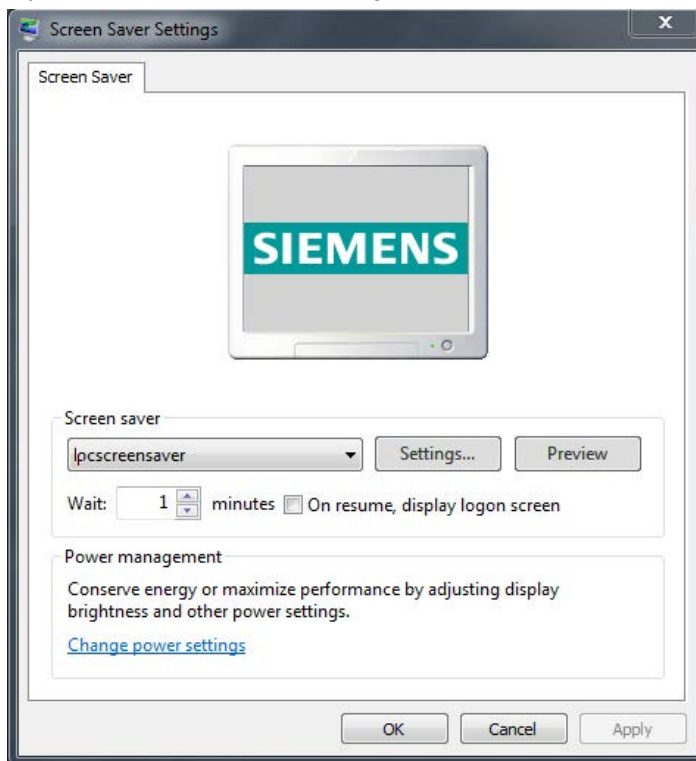 Screen Saver Settings
x
Screen Saver
SIEMENS
Screen saver
Ipcscreensaver
Settings...
Preview
Wait: 1 minutes On resume, display logon screen
Power management
Conserve energy or maximize performance by adjusting display
brightness and other power settings.
Change power settings
OK Cancel Apply